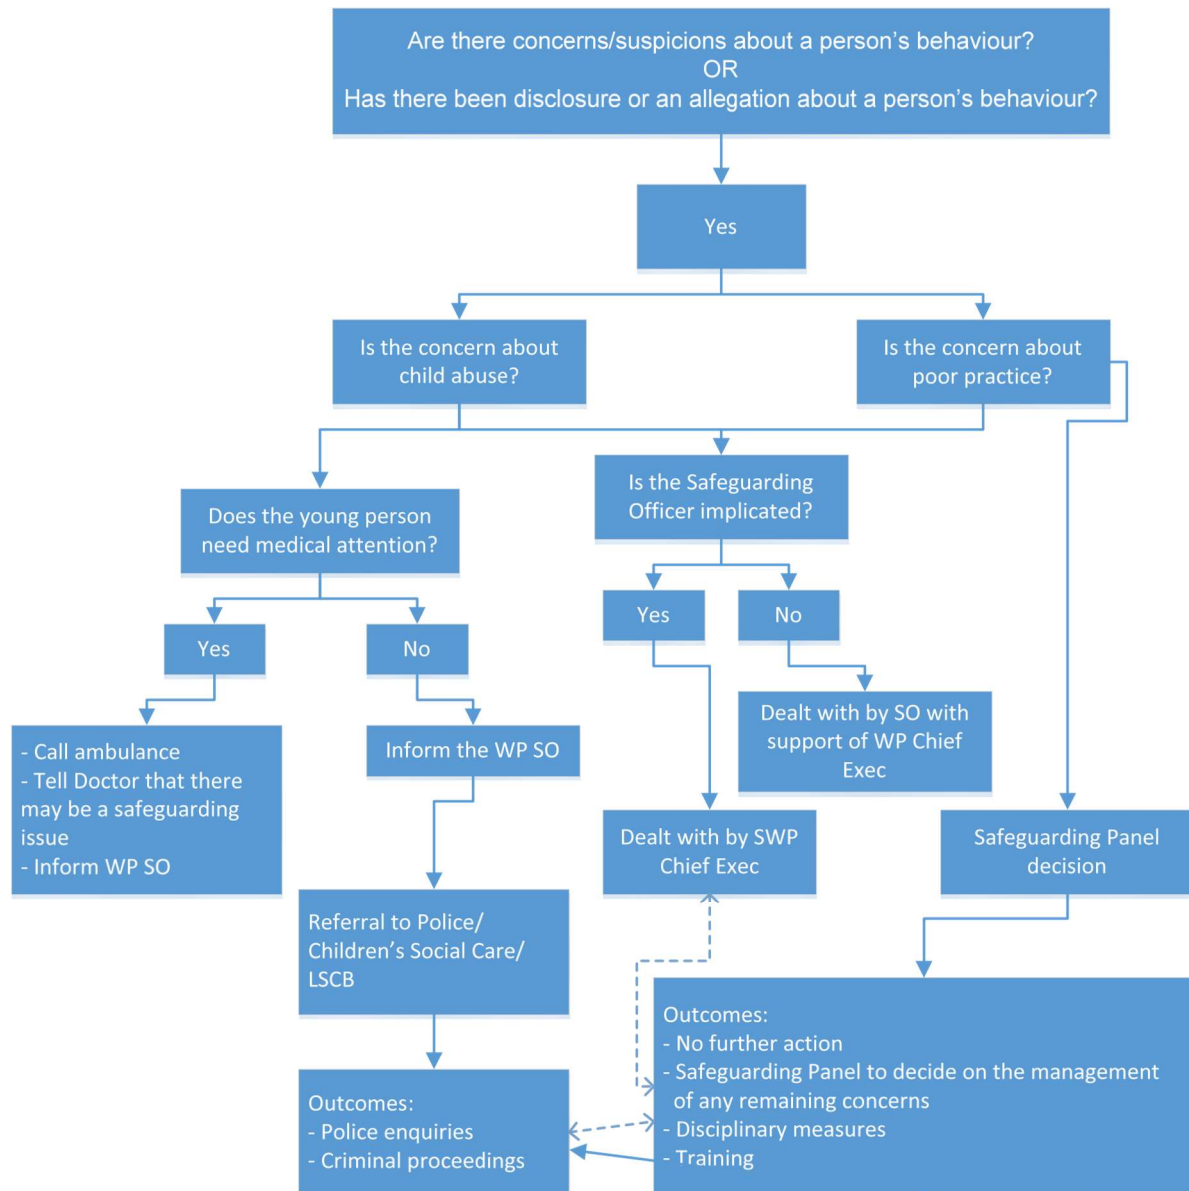 Are there concerns/suspicions about a person's behaviour?
OR
Has there been disclosure or an allegation about a person's behaviour?
Yes
Is the concern about
child abuse?
Is the concern about
poor practice?
Does the young person
need medical attention?
Is the Safeguarding
Officer implicated?
Yes
No
Yes
No
- Call ambulance
- Tell Doctor that there
may be a safeguarding
issue
- Inform WP SO
Inform the WP SO
Dealt with by SO with
support of WP Chief
Exec
Dealt with by SWP
Chief Exec
Safeguarding Panel
decision
Referral to Police/
Children's Social Care/
LSCB
Outcomes:
- Police enquiries
- Criminal proceedings
Outcomes:
- No further action
- Safeguarding Panel to decide on the management
of any remaining concerns
- Disciplinary measures
- Training